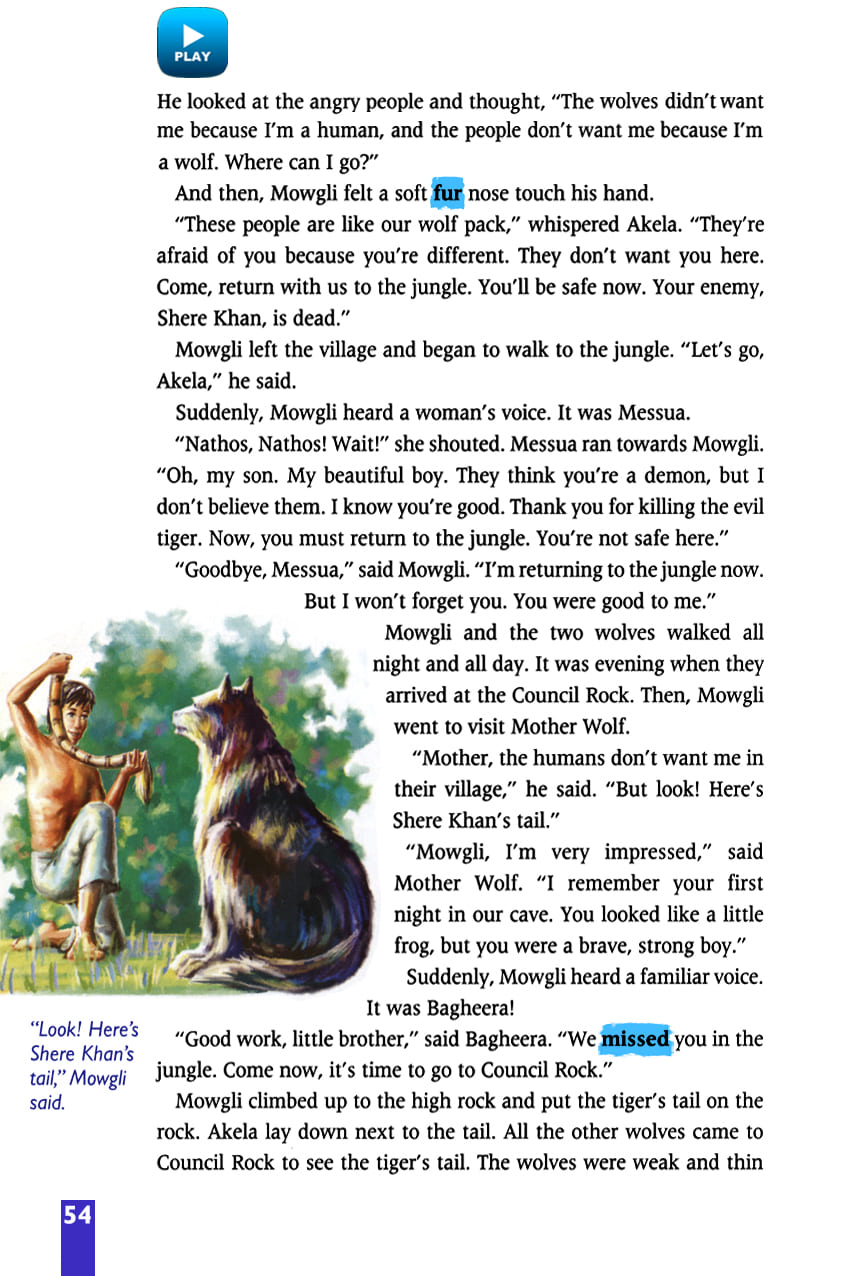 PLAY
He looked at the angry people and thought, “The wolves didn’t want
me because I’m a human, and the people don’t want me because I’m
a wolf. Where can I go?”
And then, Mowgli felt a soft fur nose touch his hand.
“These people are like our wolf pack,” whispered Akela. “They’re
afraid of you because you’re different. They don’t want you here.
Come, return with us to the jungle. You’ll be safe now. Your enemy,
Shere Khan, is dead.”
Mowgli left the village and began to walk to the jungle. “Let’s go,
Akela,” he said.
Suddenly, Mowgli heard a woman’s voice. It was Messua.
“Nathos, Nathos! Wait!” she shouted. Messua ran towards Mowgli.
“Oh, my son. My beautiful boy. They think you’re a demon, but I
don’t believe them. I know you’re good. Thank you for killing the evil
tiger. Now, you must return to the jungle. You’re not safe here.”
“Goodbye, Messua,” said Mowgli. “I’m returning to the jungle now.
But I won’t forget you. You were good to me.”
Mowgli and the two wolves walked all
night and all day. It was evening when they
arrived at the Council Rock. Then, Mowgli
went to visit Mother Wolf.
“Mother, the humans don’t want me in
their village,” he said. “But look! Here’s
Shere Khan’s tail.”
“Mowgli, I’m very impressed,” said
Mother Wolf. “I remember your first
night in our cave. You looked like a little
frog, but you were a brave, strong boy.”
Suddenly, Mowgli heard a familiar voice.
It was Bagheera!
“Good work, little brother,” said Bagheera. “We missed you in the
jungle. Come now, it’s time to go to Council Rock.”
Mowgli climbed up to the high rock and put the tiger’s tail on the
rock. Akela lay down next to the tail. All the other wolves came to
Council Rock to see the tiger’s tail. The wolves were weak and thin
“Look! Here’s
Shere Khan’s
tail,” Mowgli
said.
54